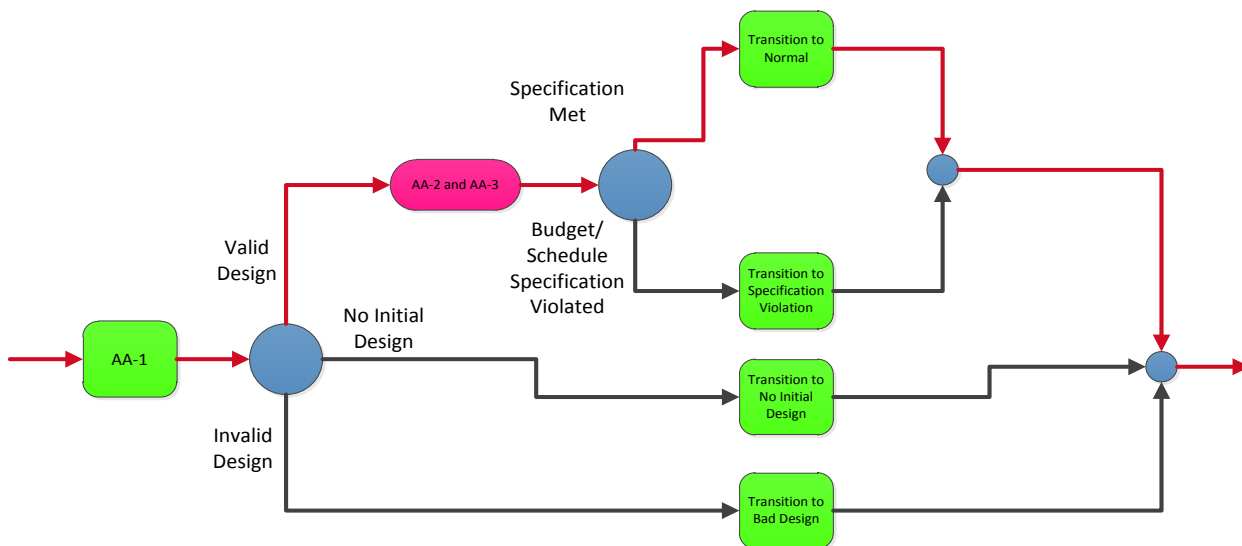 Transition to
Normal
Specification
Met
AA-2 and AA-3
Budget/
Schedule
Specification
Violated
Valid
Design
Transition to
Specification
Violation
No Initial
Design
AA-1
Transition to
No Initial
Design
Invalid
Design
Transition to
Bad Design